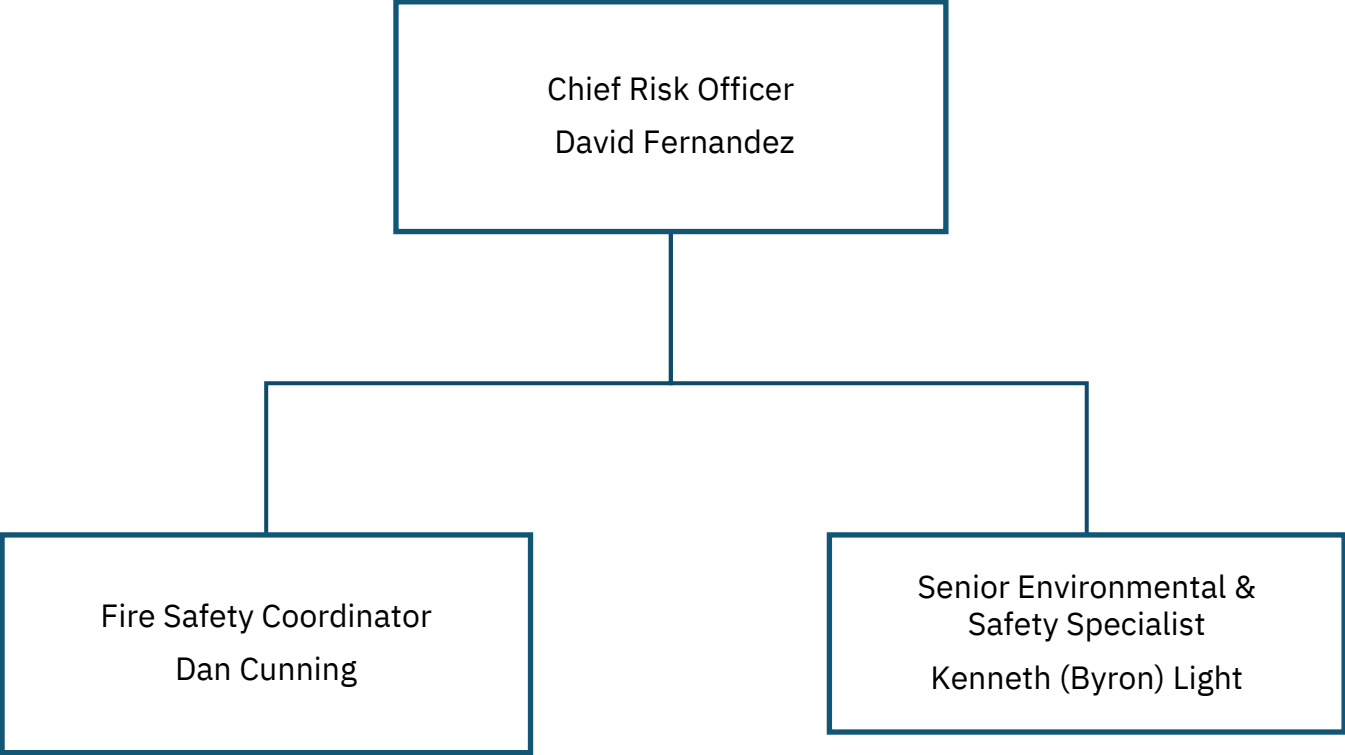 Chief Risk Officer
David Fernandez
Fire Safety Coordinator
Dan Cunning
Senior Environmental &
Safety Specialist
Kenneth (Byron) Light